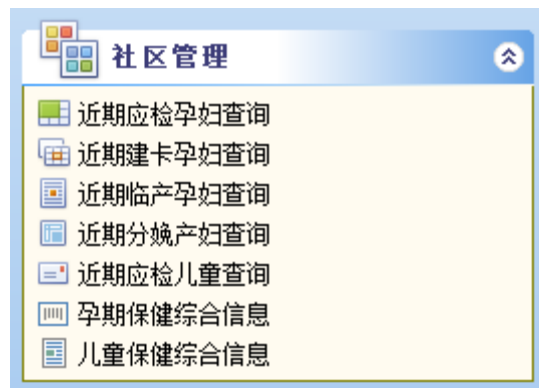 社区管理
近期应检孕妇查询
近期建卡孕妇查询
近期临产孕妇查询
近期分娩产妇查询
近期应检儿童查询
孕期保健综合信息
儿童保健综合信息